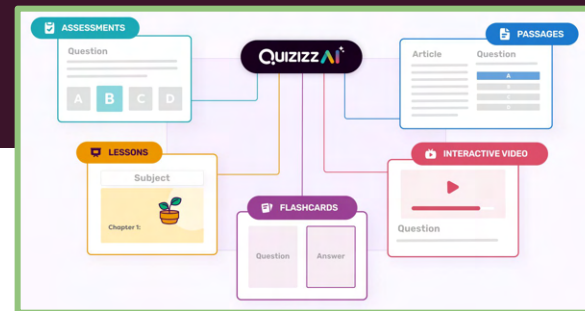 ASSESSMENTS
Question
A B C D
QUIZIZZ AI
PASSAGES
Article Question
A
LESSONS
Subject
Chapter 1:
FLASHCARDS
Question Answer
INTERACTIVE VIDEO
Question